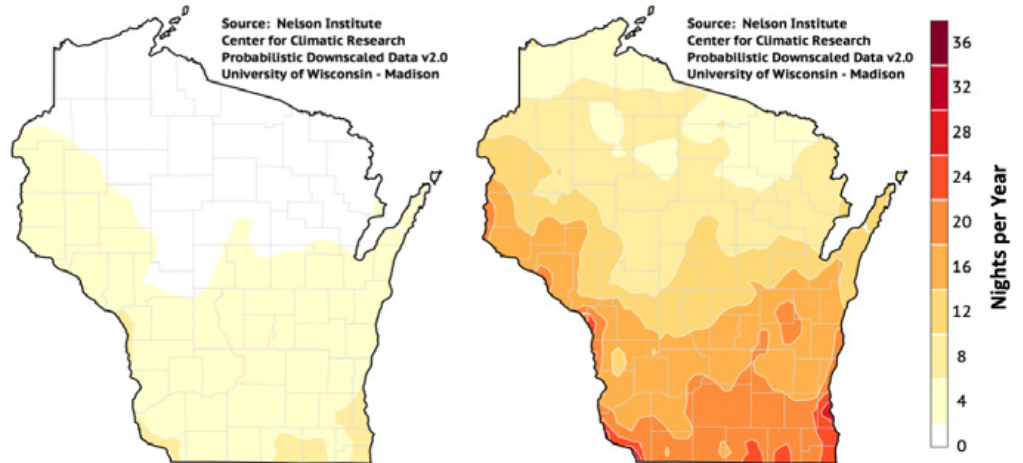 Source: Nelson Institute
Center for Climatic Research
Probabilistic Downscaled Data v2.0
University of Wisconsin - Madison
Source: Nelson Institute
Center for Climatic Research
Probabilistic Downscaled Data v2.0
University of Wisconsin - Madison
36
32
28
24
20
16
12
8
4
0
Nights per Year